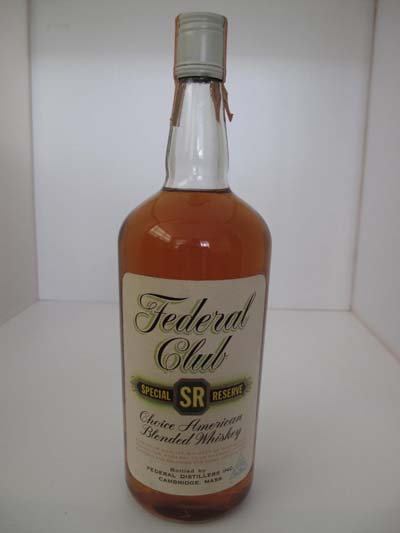 Federal
Club
SPECIAL SR RESERVE
Choice American
Blended Whiskey
Bottled by
FEDERAL DISTILLERS INC.
CAMBRIDGE, MASS